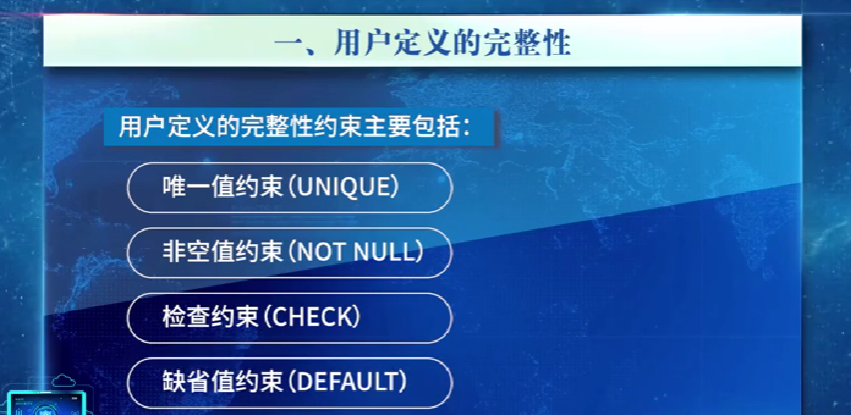 一、用户定义的完整性
用户定义的完整性约束主要包括：
唯一值约束（UNIQUE）
非空值约束（NOT NULL）
检查约束（CHECK）
缺省值约束（DEFAULT）